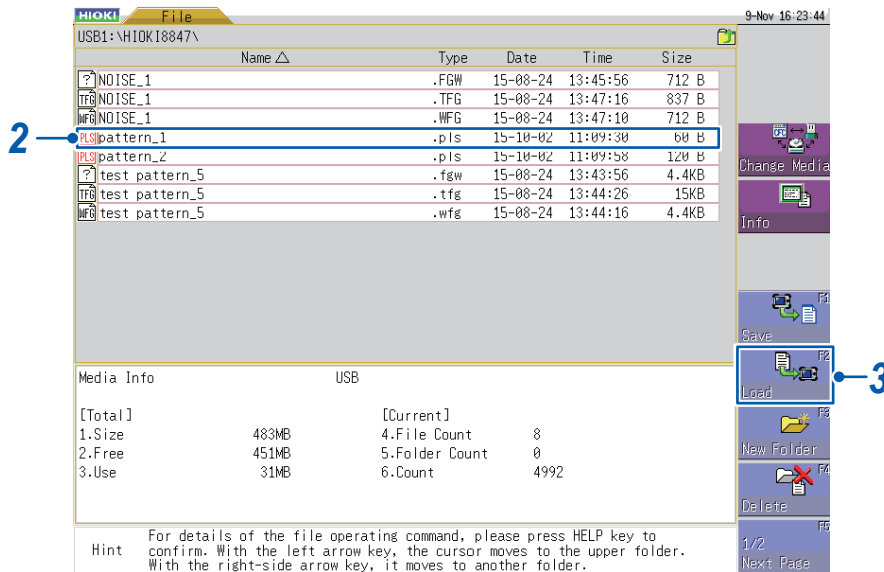 HIOKI File 9-Nov 16:23:44
USB1:\HIOKI8847\
Name △ Type Date Time Size
? NOISE_1 .FGW 15-08-24 13:45:56 712 B
TFG NOISE_1 .TFG 15-08-24 13:47:16 837 B
WFG NOISE_1 .WFG 15-08-24 13:47:10 712 B
2
PLS pattern_1 .pls 15-10-02 11:09:30 60 B
PLS pattern_2 .pls 15-10-02 11:09:58 120 B
? test pattern_5 .fgw 15-08-24 13:43:56 4.4KB
TFG test pattern_5 .tfg 15-08-24 13:44:26 15KB
WFG test pattern_5 .wfg 15-08-24 13:44:16 4.4KB
CFC
Change Media
Info
F1
Save
F2
Load
3
F3
New Folder
F4
Delete
F5
1/2
Next Page
Media Info USB
[Total] [Current]
1.Size 483MB 4.File Count 8
2.Free 451MB 5.Folder Count 0
3.Use 31MB 6.Count 4992
Hint
For details of the file operating command, please press HELP key to
confirm. With the left arrow key, the cursor moves to the upper folder.
With the right-side arrow key, it moves to another folder.